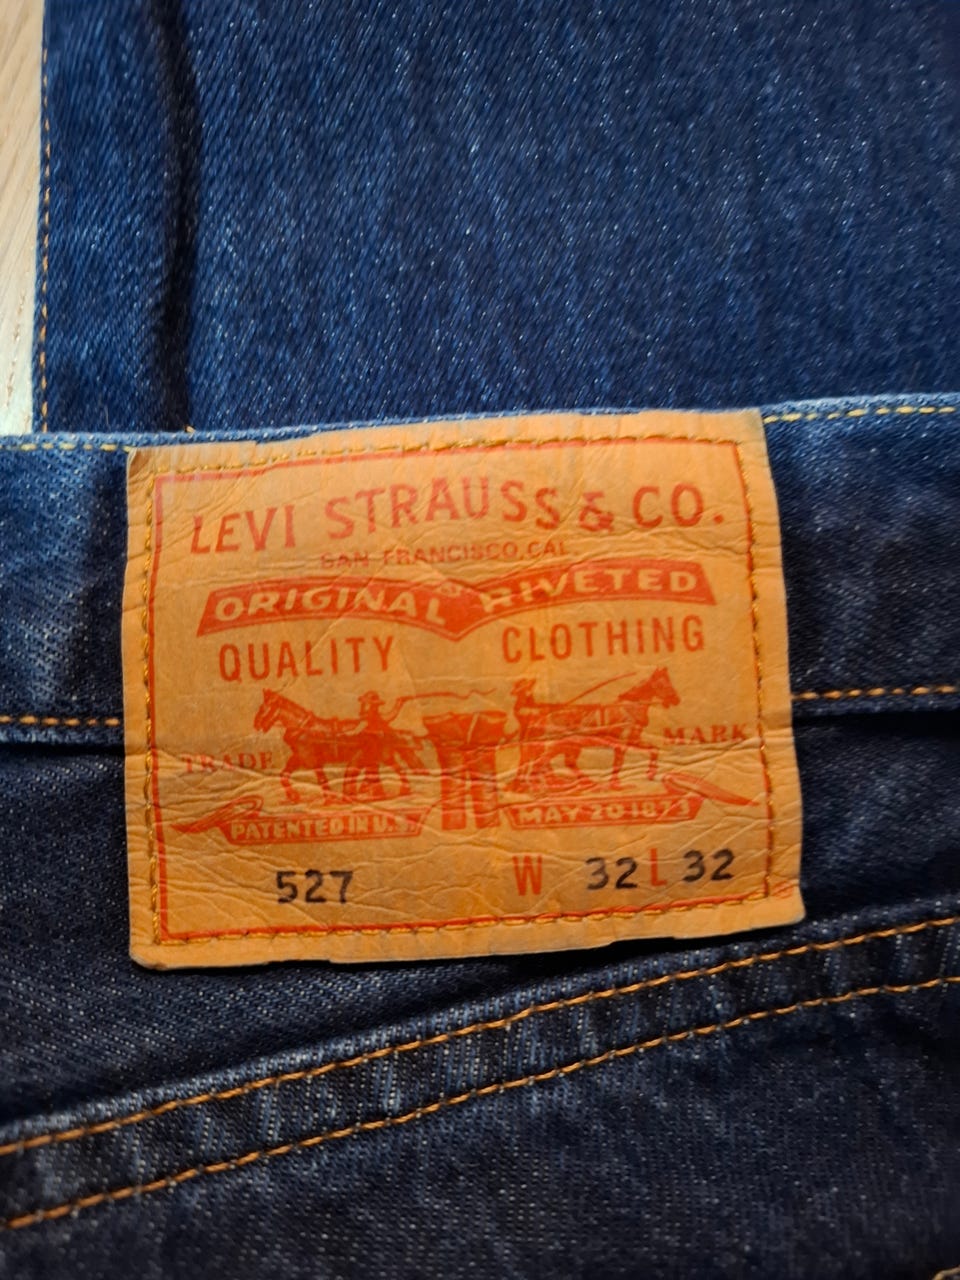 LEVI STRAUSS & CO.
SAN FRANCISCO, CAL.
ORIGINAL RIVETED
QUALITY CLOTHING
TRADE MARK
PATENTED IN U.S. MAY 20 1873
527 W 32 L 32